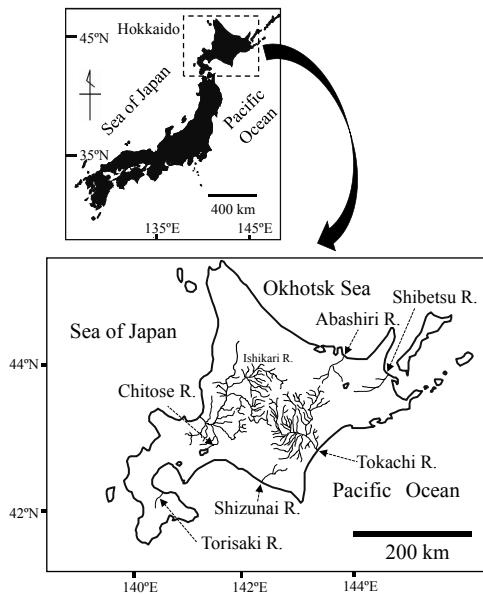 45ºN
Hokkaido
Sea of Japan
Pacific
Ocean
35ºN
400 km
135ºE
145ºE
Okhotsk Sea
Shibetsu R.
Abashiri R.
Sea of Japan
44ºN
Ishikari R.
Chitose R.
Tokachi R.
Pacific Ocean
Shizunai R.
42ºN
Torisaki R.
200 km
140ºE
142ºE
144ºE